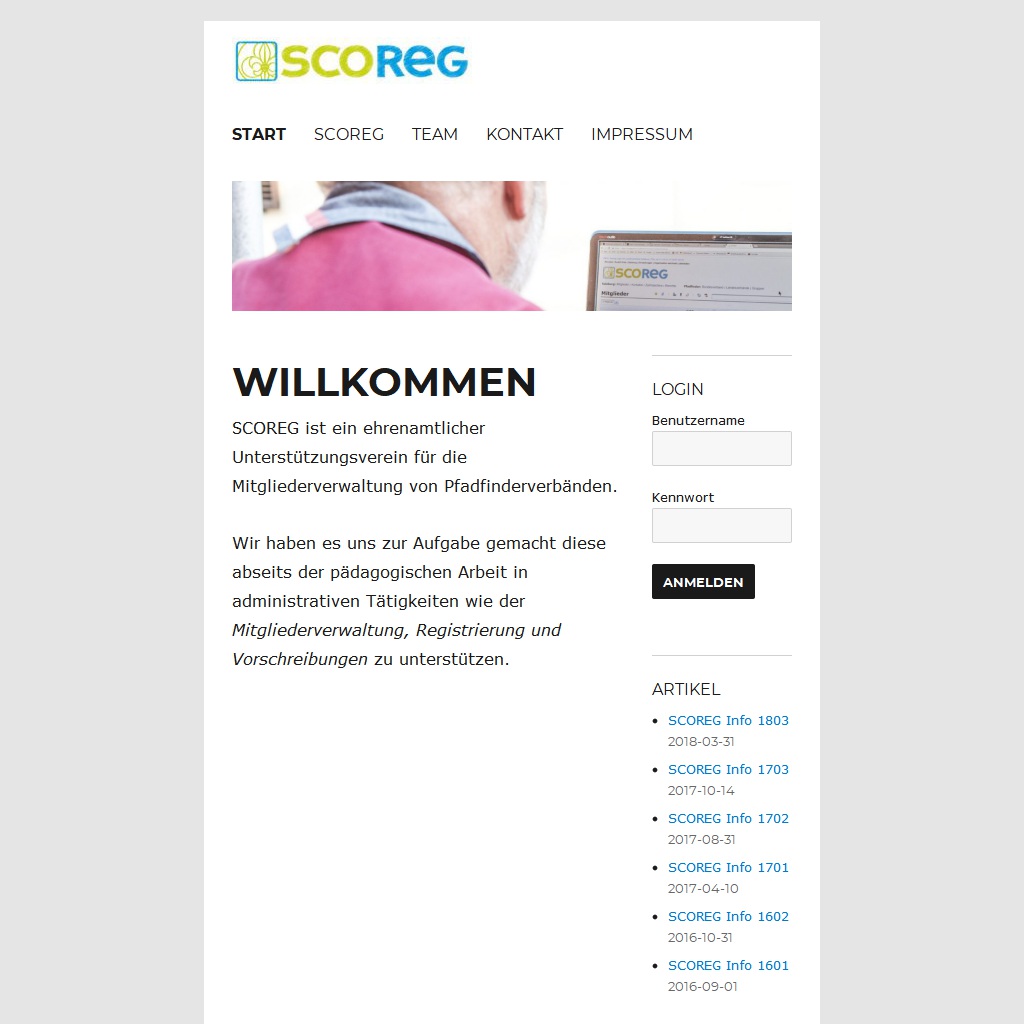 SCOREG
START SCOREG TEAM KONTAKT IMPRESSUM
SCOREG
Mitglieder
WILLKOMMEN
SCOREG ist ein ehrenamtlicher
Unterstützungsverein für die
Mitgliederverwaltung von Pfadfinderverbänden.
Wir haben es uns zur Aufgabe gemacht diese
abseits der pädagogischen Arbeit in
administrativen Tätigkeiten wie der
Mitgliederverwaltung, Registrierung und
Vorschreibungen zu unterstützen.
LOGIN
Benutzername
Kennwort
ANMELDEN
ARTIKEL
SCOREG Info 1803
2018-03-31
SCOREG Info 1703
2017-10-14
SCOREG Info 1702
2017-08-31
SCOREG Info 1701
2017-04-10
SCOREG Info 1602
2016-10-31
SCOREG Info 1601
2016-09-01